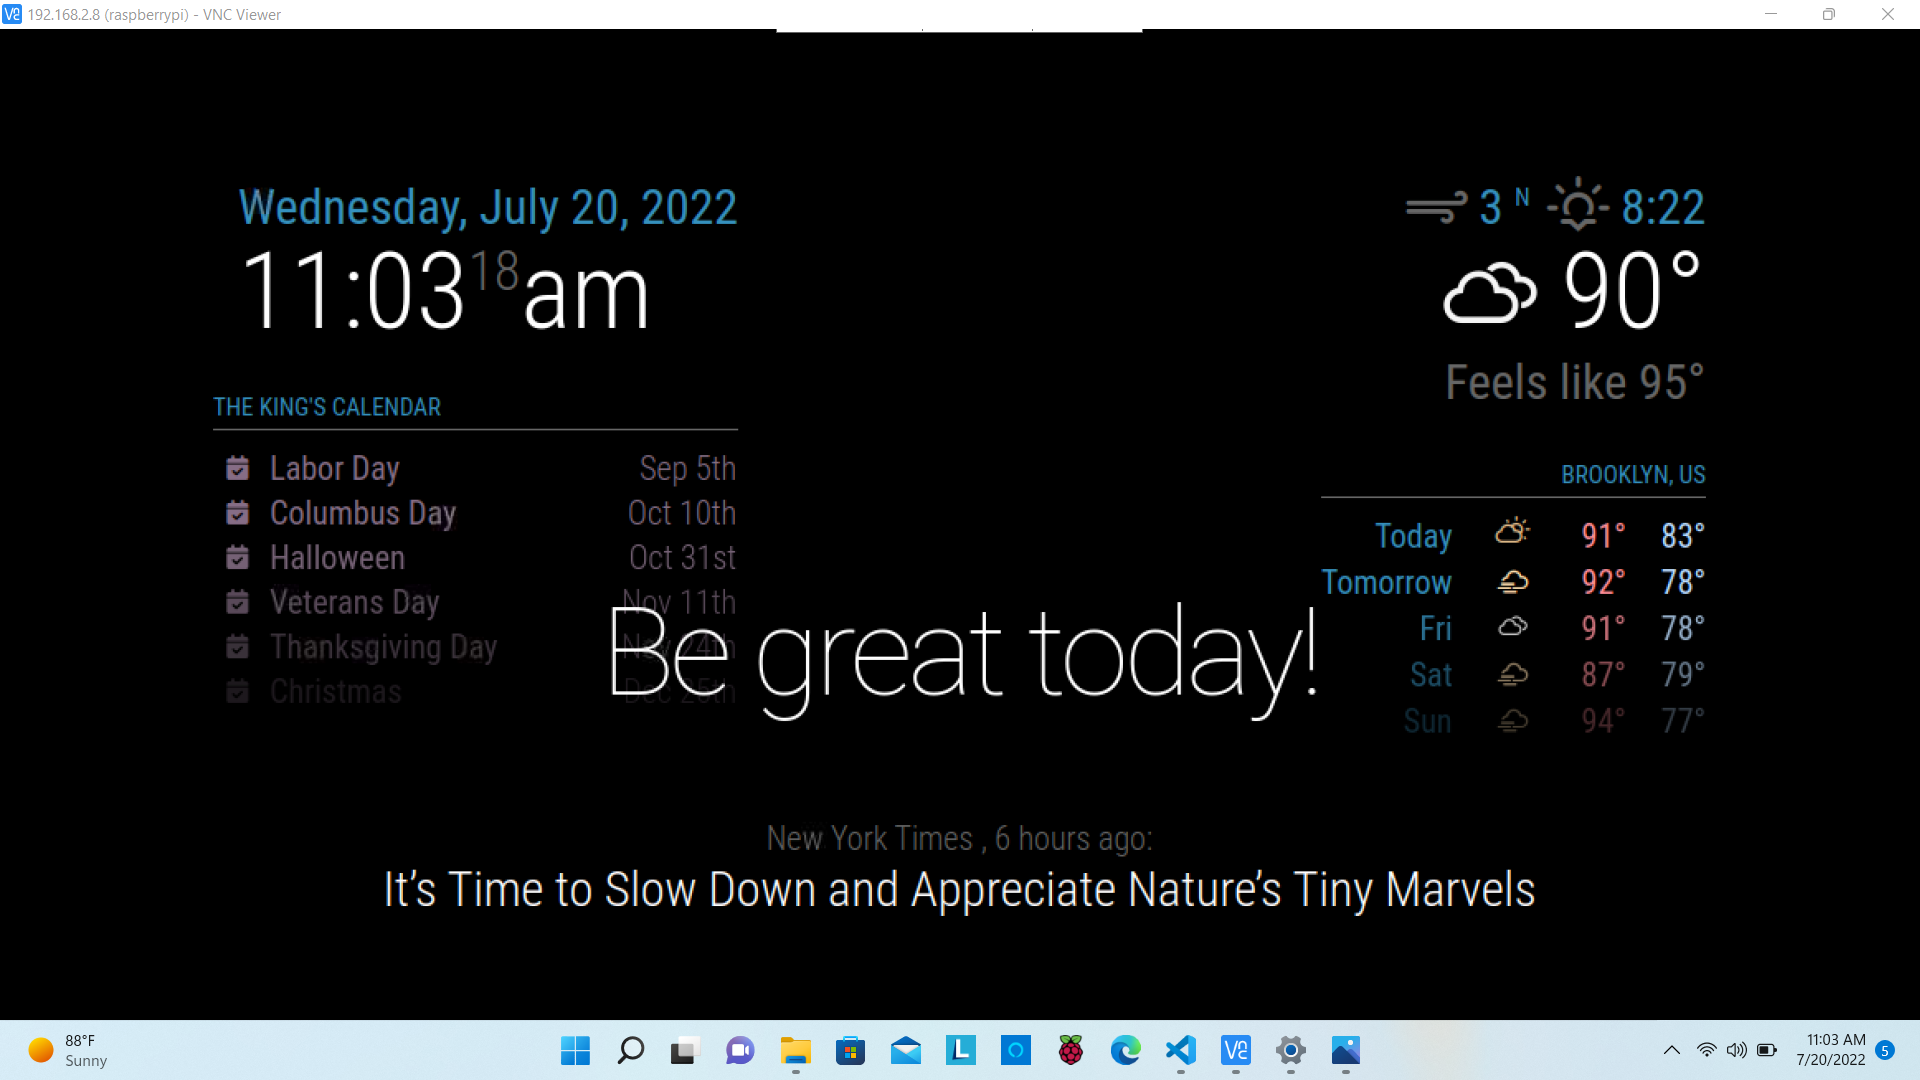 192.168.2.8 (raspberrypi) - VNC Viewer
Wednesday, July 20, 2022
11:03 18 am
3 N 8:22
90°
Feels like 95°
THE KING'S CALENDAR
Labor Day Sep 5th
Columbus Day Oct 10th
Halloween Oct 31st
Veterans Day Nov 11th
Thanksgiving Day Nov 24th
Christmas Dec 25th
Be great today!
BROOKLYN, US
Today 91° 83°
Tomorrow 92° 78°
Fri 91° 78°
Sat 87° 79°
Sun 94° 77°
New York Times , 6 hours ago:
It’s Time to Slow Down and Appreciate Nature’s Tiny Marvels
88°F
Sunny
11:03 AM
7/20/2022
5